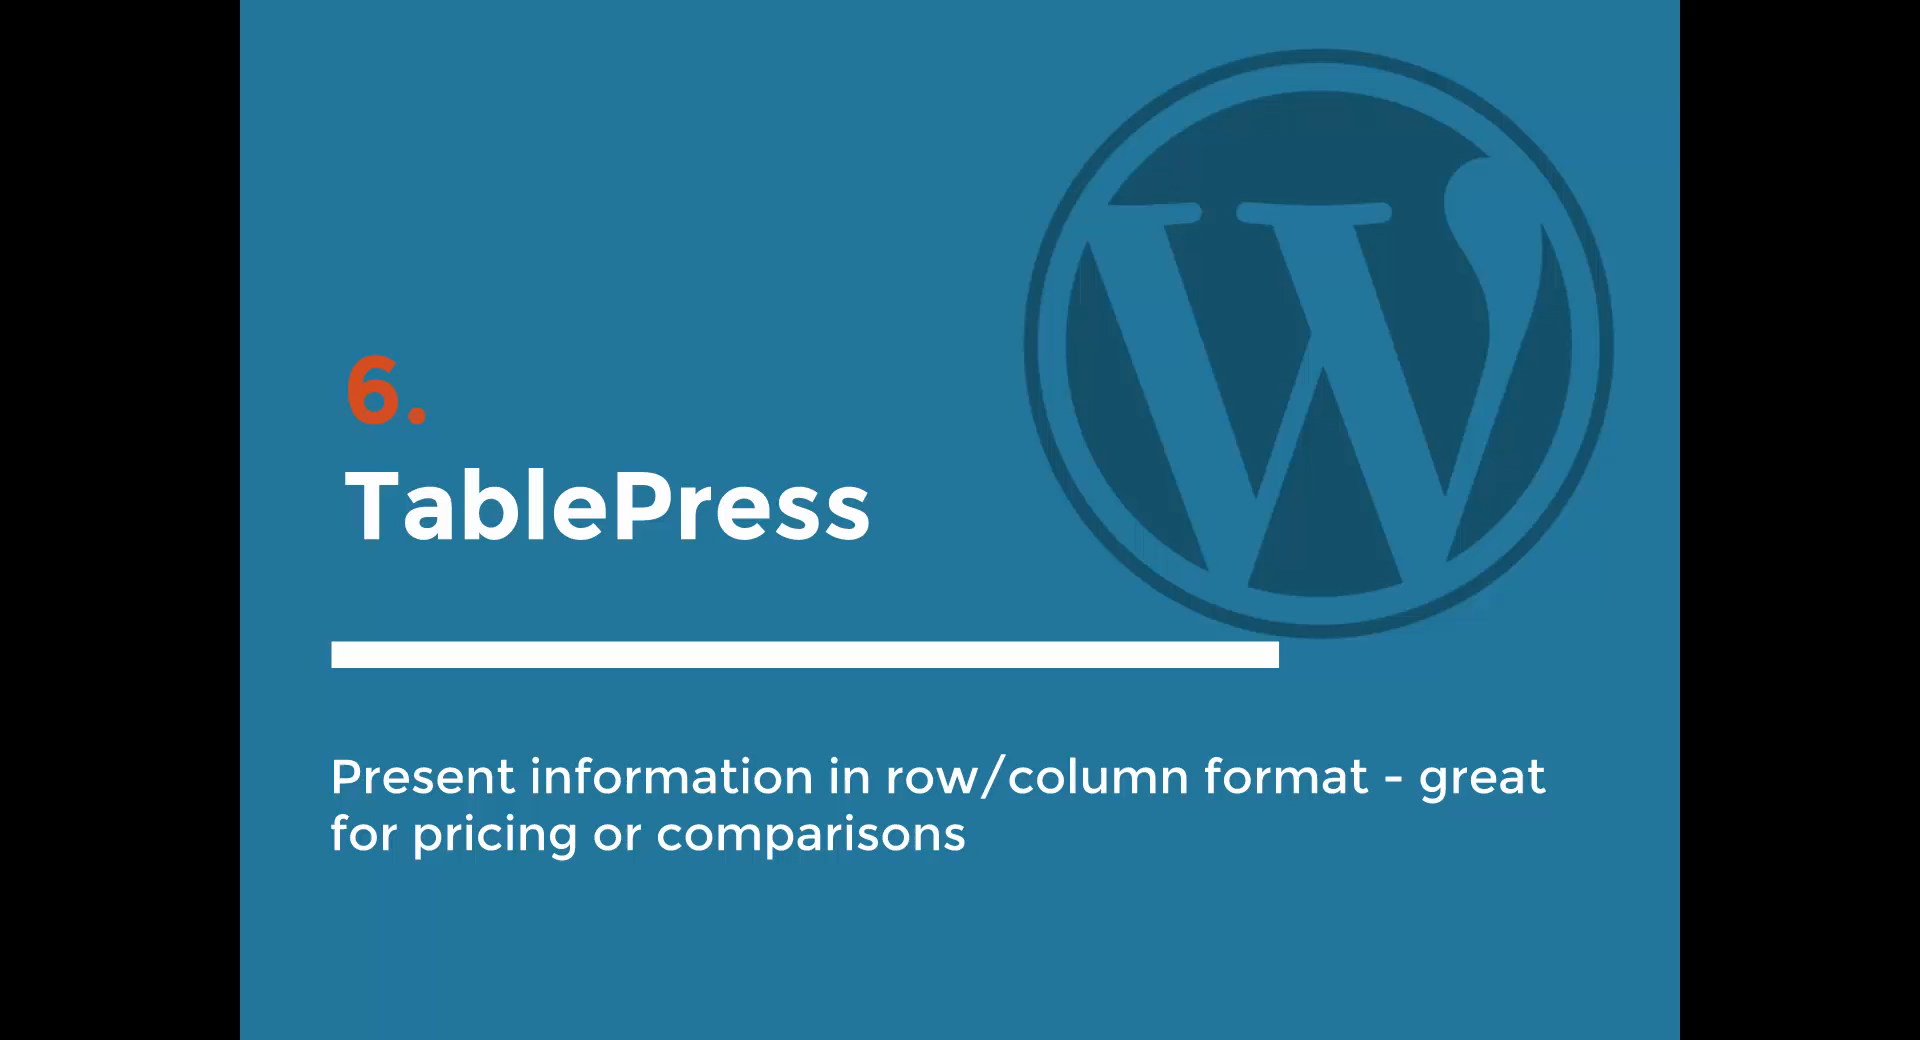 6.
TablePress
Present information in row/column format - great
for pricing or comparisons